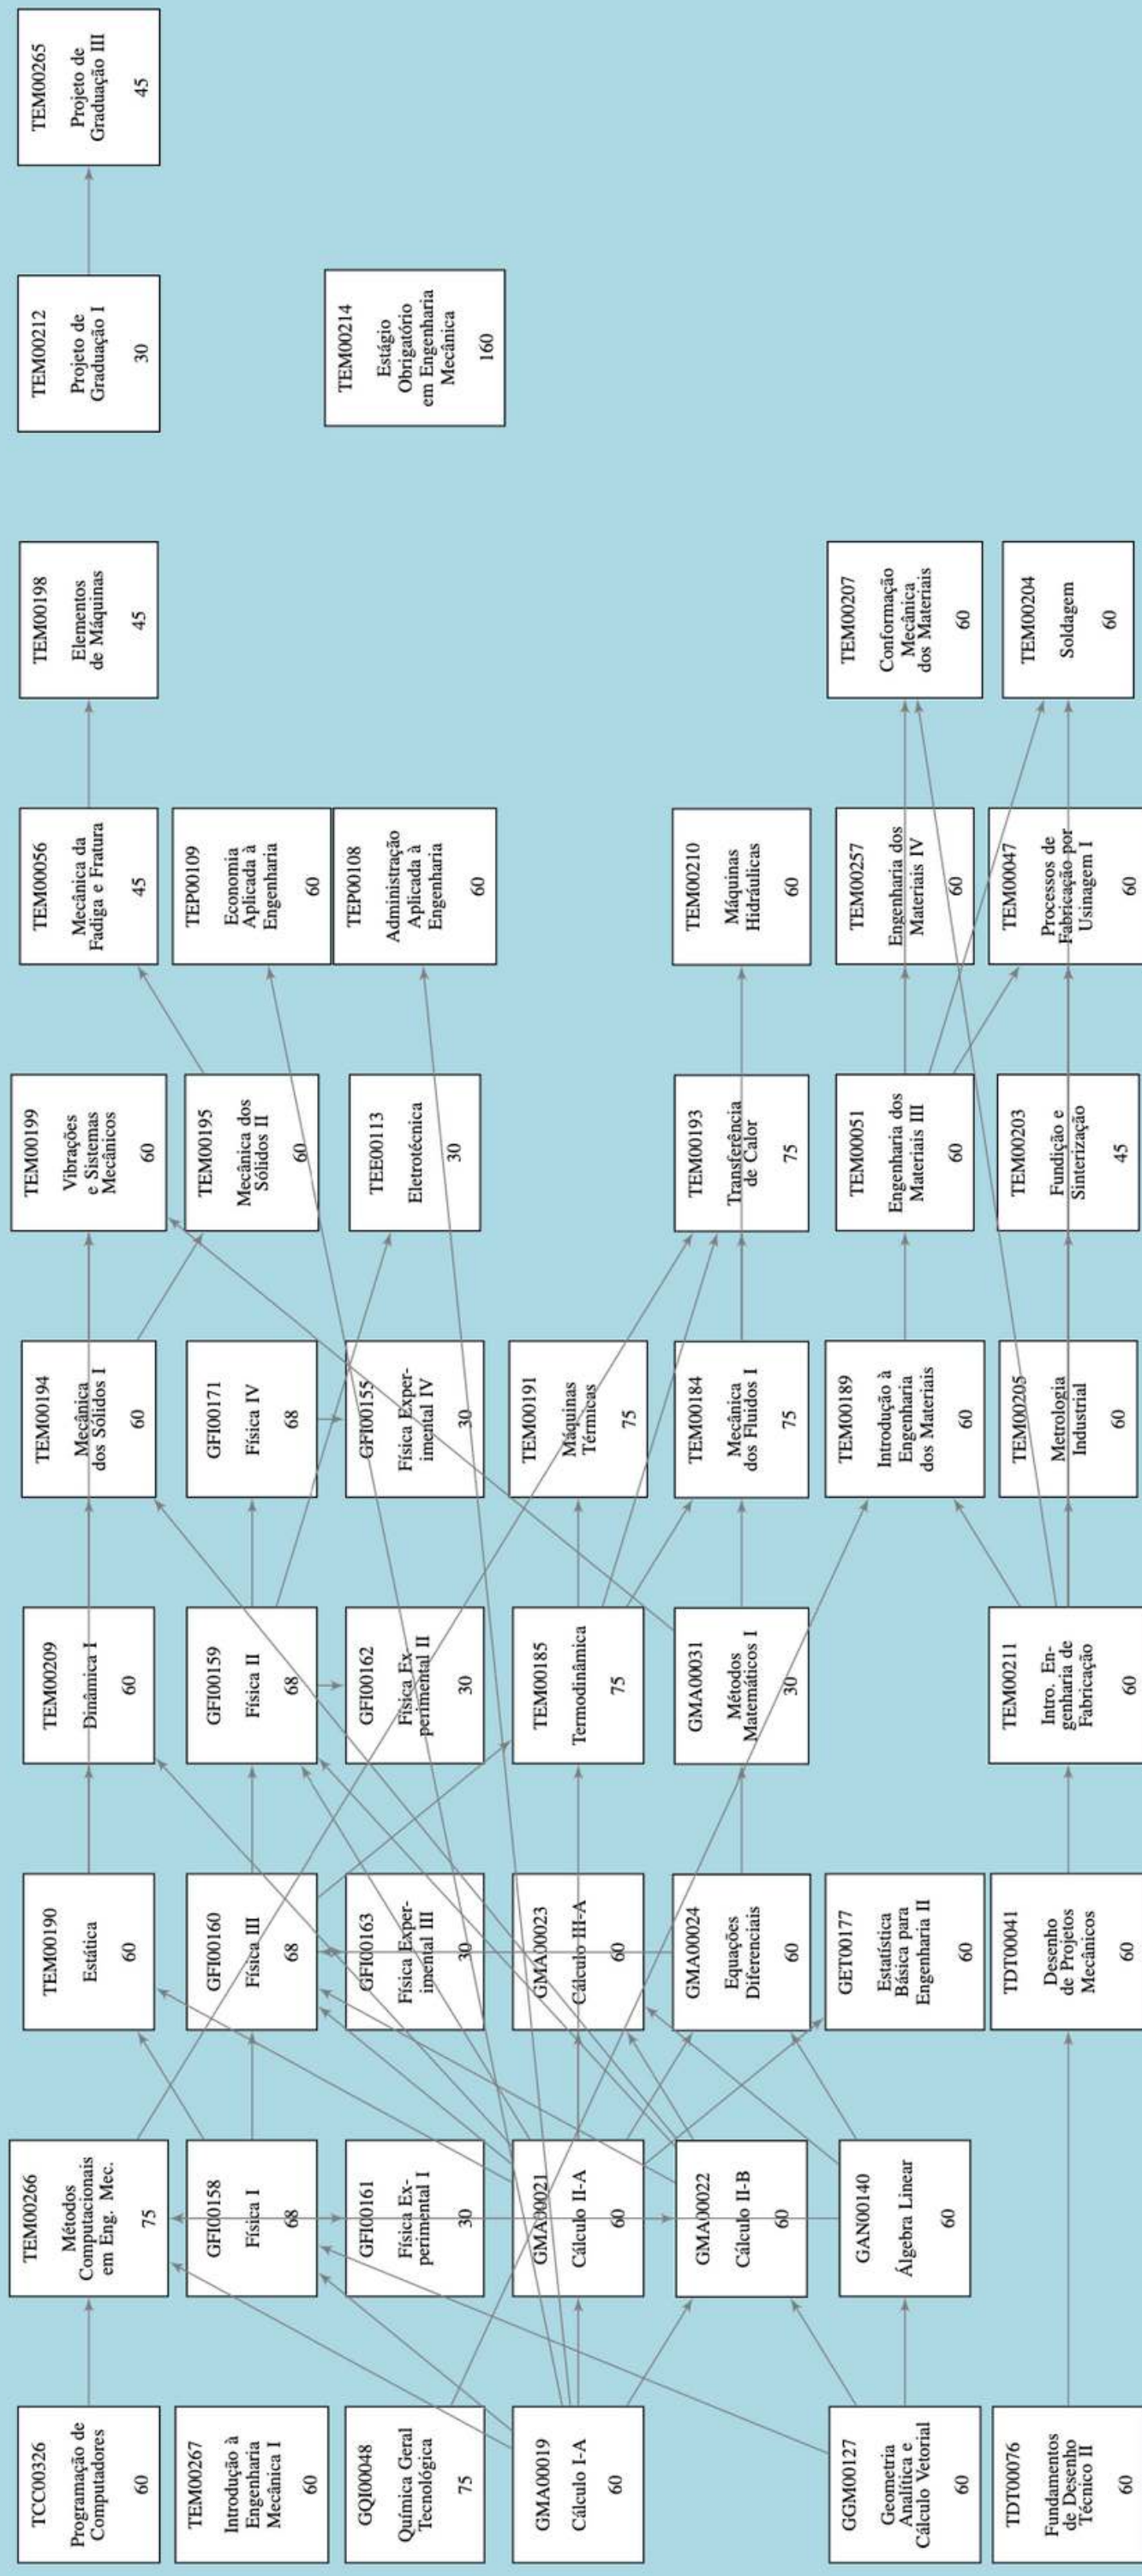 TCC00326
Programação de
Computadores
60
TEM00267
Introdução à
Engenharia
Mecânica I
60
GQI00048
Química Geral
Tecnológica
75
GMA00019
Cálculo I-A
60
GGM00127
Geometria
Analítica e
Cálculo Vetorial
60
TDT00076
Fundamentos
de Desenho
Técnico II
60
TEM00266
Métodos
Computacionais
em Eng. Mec.
75
GFI00158
Física I
68
GFI00161
Física Ex-
perimental I
30
GMA00021
Cálculo II-A
60
GMA00022
Cálculo II-B
60
GAN00140
Álgebra Linear
60
TEM00190
Estática
60
GFI00160
Física III
68
GFI00163
Física Exper-
imental III
30
GMA00023
Cálculo III-A
60
GMA00024
Equações
Diferenciais
60
GET00177
Estatística
Básica para
Engenharia II
60
TDT00041
Desenho
de Projetos
Mecânicos
60
TEM00209
Dinâmica I
60
GFI00159
Física II
68
GFI00162
Física Ex-
perimental II
30
TEM00185
Termodinâmica
75
GMA00031
Métodos
Matemáticos I
30
TEM00211
Intro. En-
genharia de
Fabricação
60
TEM00194
Mecânica
dos Sólidos I
60
GFI00171
Física IV
68
GFI00155
Física Exper-
imental IV
30
TEM00191
Máquinas
Térmicas
75
TEM00184
Mecânica
dos Fluidos I
75
TEM00189
Introdução à
Engenharia
dos Materiais
60
TEM00205
Metrologia
Industrial
60
TEM00199
Vibrações
e Sistemas
Mecânicos
60
TEM00195
Mecânica dos
Sólidos II
60
TEE00113
Eletrotécnica
30
TEM00193
Transferência
de Calor
75
TEM00051
Engenharia dos
Materiais III
60
TEM00203
Fundição e
Sinterização
45
TEM00056
Mecânica da
Fadiga e Fratura
45
TEP00109
Economia
Aplicada à
Engenharia
60
TEP00108
Administração
Aplicada à
Engenharia
60
TEM00210
Máquinas
Hidráulicas
60
TEM00257
Engenharia dos
Materiais IV
60
TEM00047
Processos de
Fabricação por
Usinagem I
60
TEM00198
Elementos
de Máquinas
45
TEM00207
Conformação
Mecânica
dos Materiais
60
TEM00204
Soldagem
60
TEM00212
Projeto de
Graduação I
30
TEM00214
Estágio
Obrigatório
em Engenharia
Mecânica
160
TEM00265
Projeto de
Graduação III
45